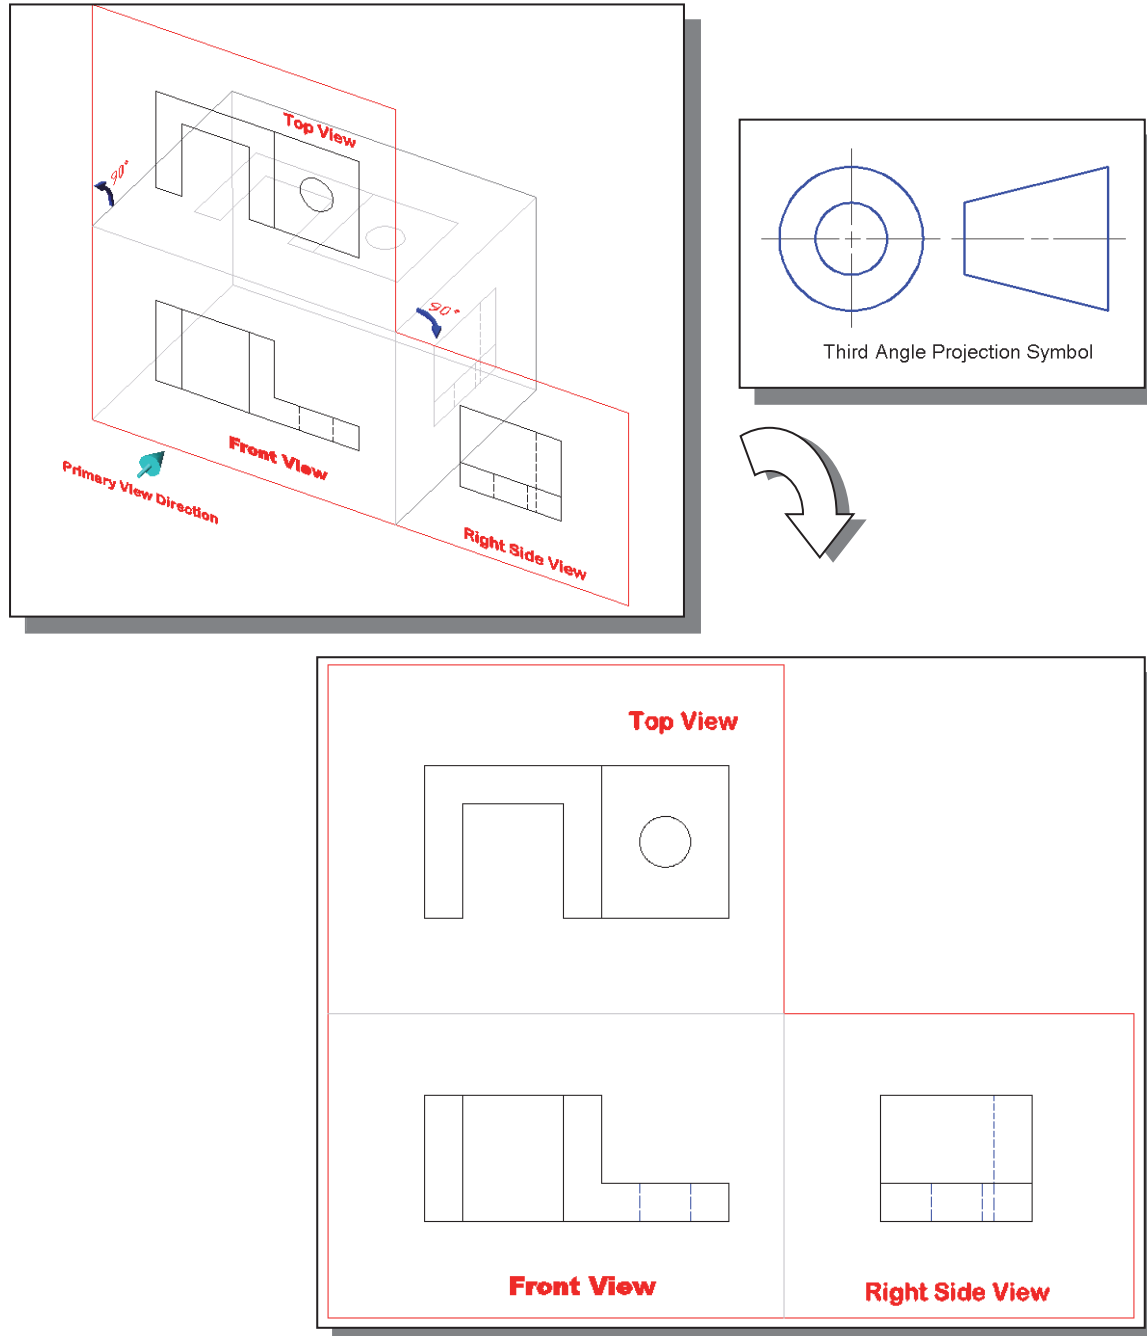 Top View
90°
90°
Front View
Primary View Direction
Right Side View
Third Angle Projection Symbol
Top View
Front View
Right Side View